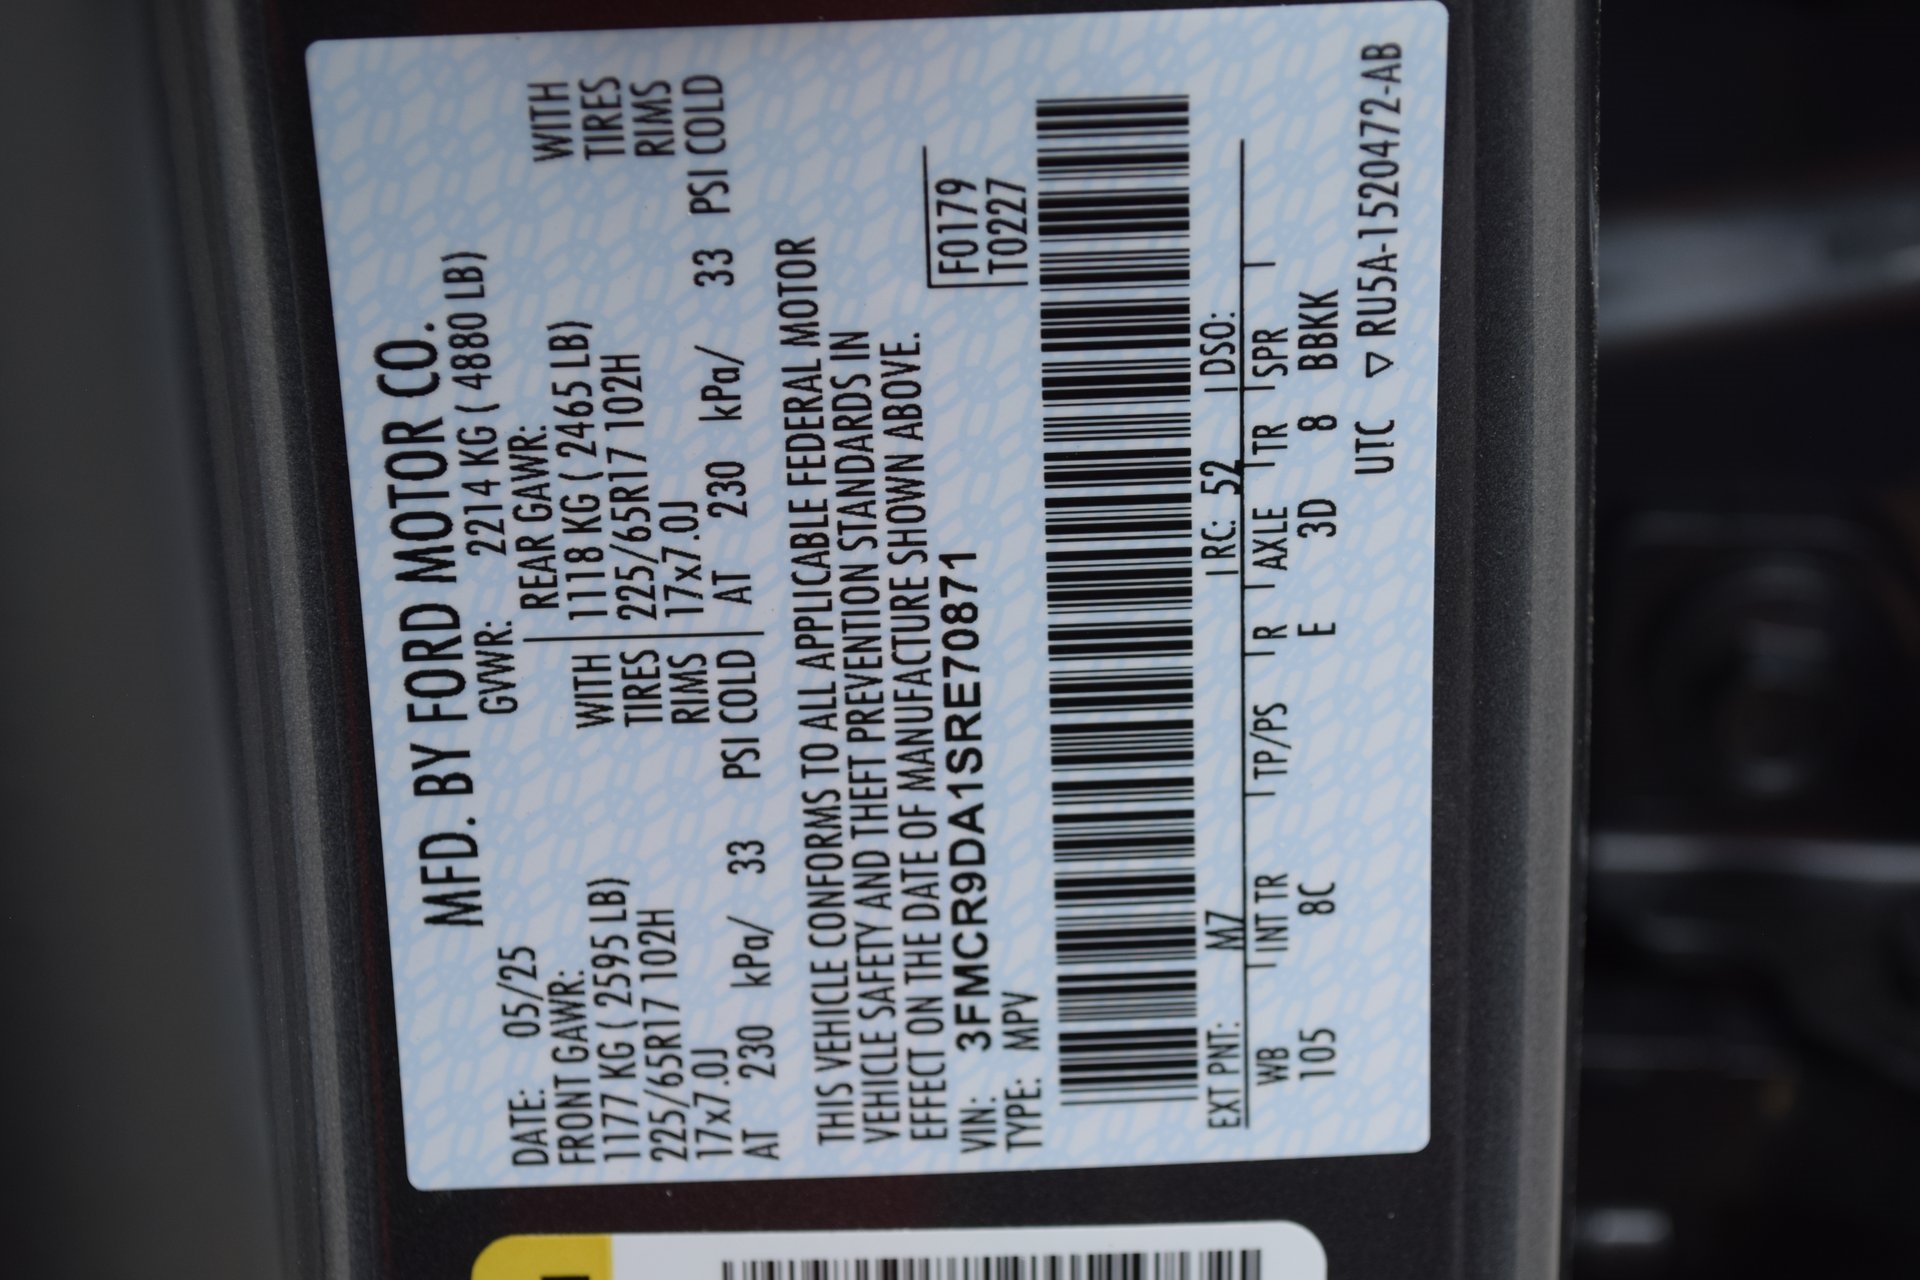 MFD. BY FORD MOTOR CO.
DATE: 05/25 GVWR: 2214 KG ( 4880 LB)
FRONT GAWR: REAR GAWR:
1177 KG ( 2595 LB) WITH 1118 KG ( 2465 LB) WITH
225/65R17 102H TIRES 225/65R17 102H TIRES
17x7.0J RIMS 17x7.0J RIMS
AT 230 kPa/ 33 PSI COLD AT 230 kPa/ 33 PSI COLD
THIS VEHICLE CONFORMS TO ALL APPLICABLE FEDERAL MOTOR
VEHICLE SAFETY AND THEFT PREVENTION STANDARDS IN
EFFECT ON THE DATE OF MANUFACTURE SHOWN ABOVE.
VIN: 3FMCR9DA1SRE70871 F0179
TYPE: MPV T0227
EXT PNT: M7 RC: 52 DSO:
WB INT TR TP/PS R AXLE TR SPR
105 8C E 3D 8 BBKK
UTC ▽ RU5A-1520472-AB